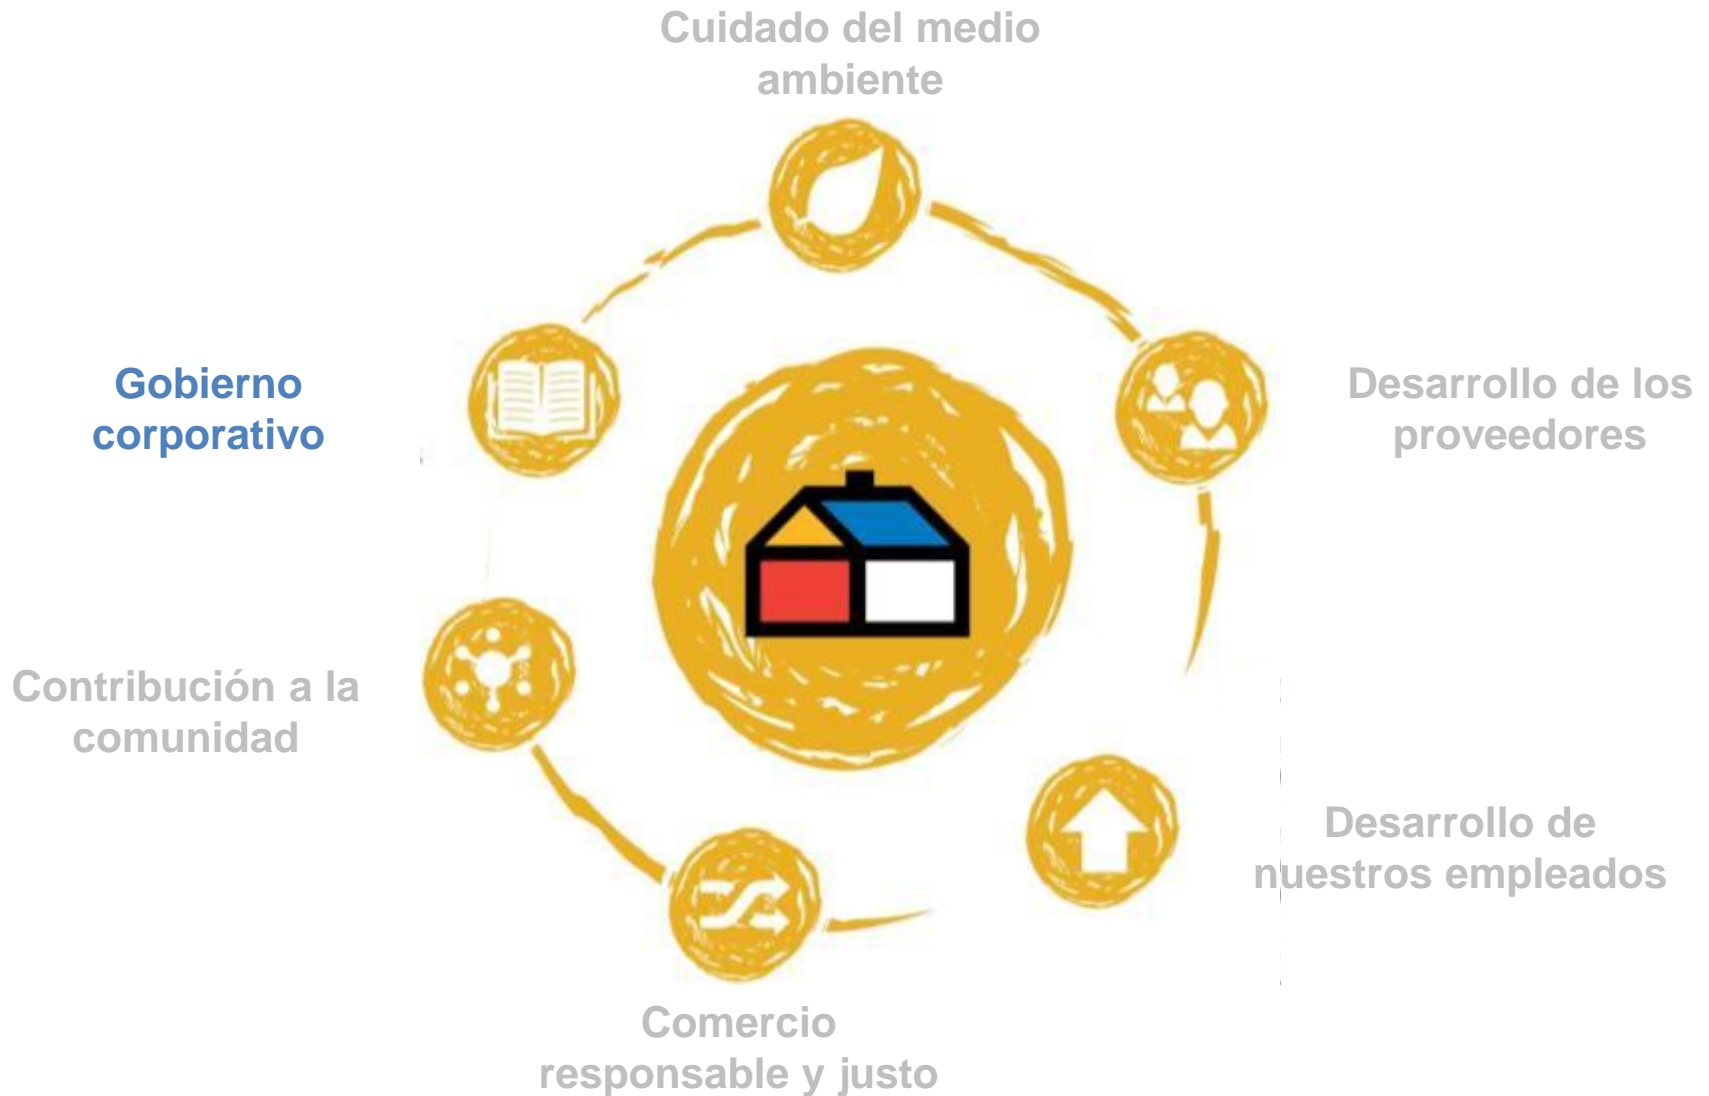 Cuidado del medio
ambiente
Gobierno
corporativo
Desarrollo de los
proveedores
Contribución a la
comunidad
Desarrollo de
nuestros empleados
Comercio
responsable y justo